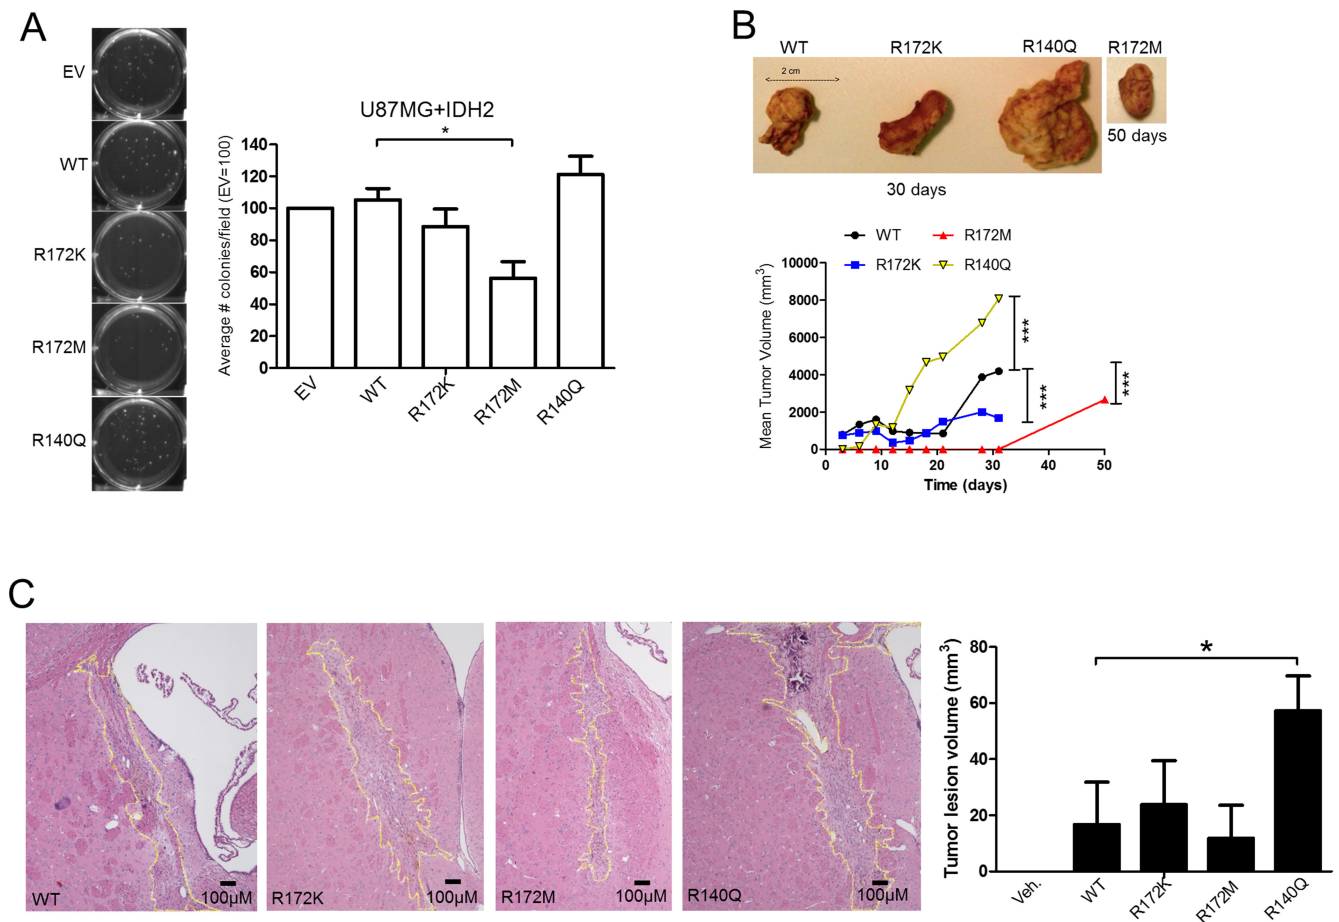 A
EV
WT
R172K
R172M
R140Q
U87MG+IDH2
*
Average # colonies/field (EV=100)
140
120
100
80
60
40
20
0
EV
WT
R172K
R172M
R140Q
B
WT
R172K
R140Q
R172M
2 cm
50 days
30 days
WT
R172M
R172K
R140Q
Mean Tumor Volume (mm³)
10000
8000
6000
4000
2000
0
***
***
***
0
10
20
30
40
50
Time (days)
C
WT
100µM
R172K
100µM
R172M
100µM
R140Q
100µM
Tumor lesion volume (mm³)
80
60
40
20
0
*
Veh.
WT
R172K
R172M
R140Q